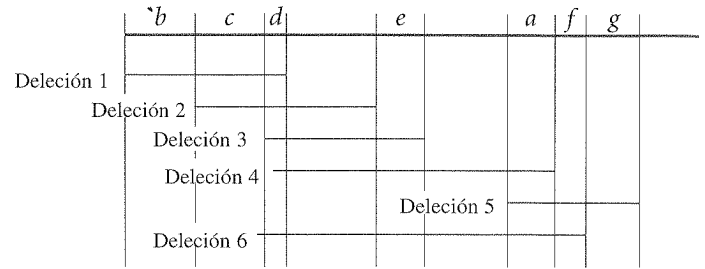 b c d e a f g
Deleción 1
Deleción 2
Deleción 3
Deleción 4
Deleción 5
Deleción 6